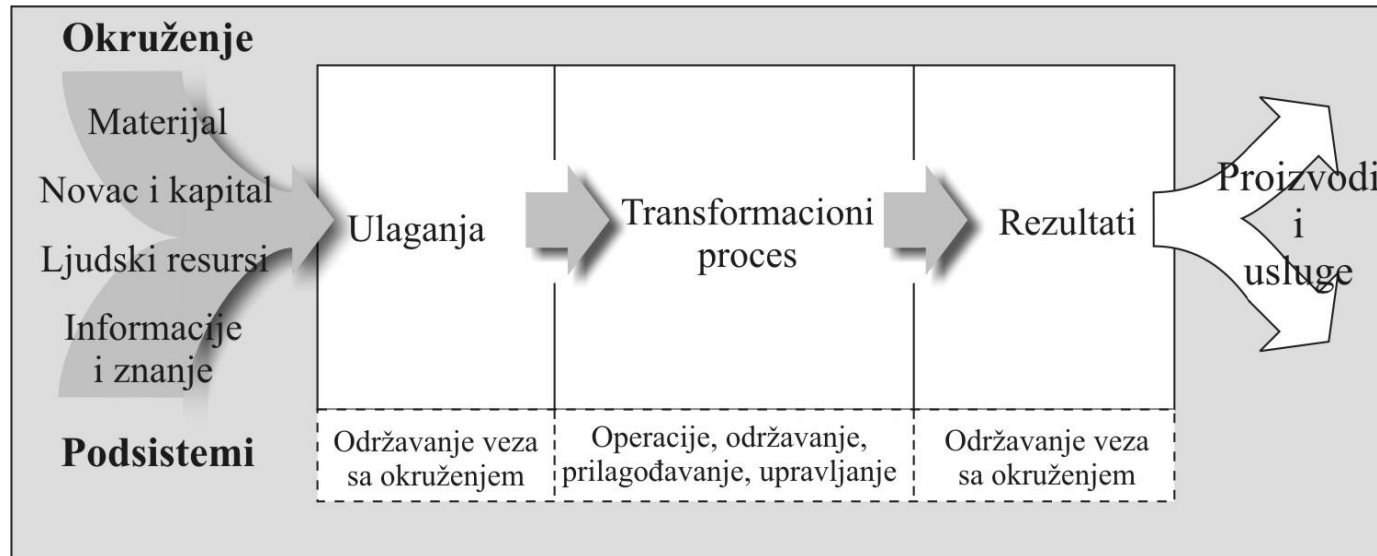 Okruženje
Materijal
Novac i kapital
Ljudski resursi
Informacije
i znanje
Ulaganja
Transformacioni
proces
Rezultati
Proizvodi
i
usluge
Podsistemi
Održavanje veza
sa okruženjem
Operacije, održavanje,
prilagođavanje, upravljanje
Održavanje veza
sa okruženjem